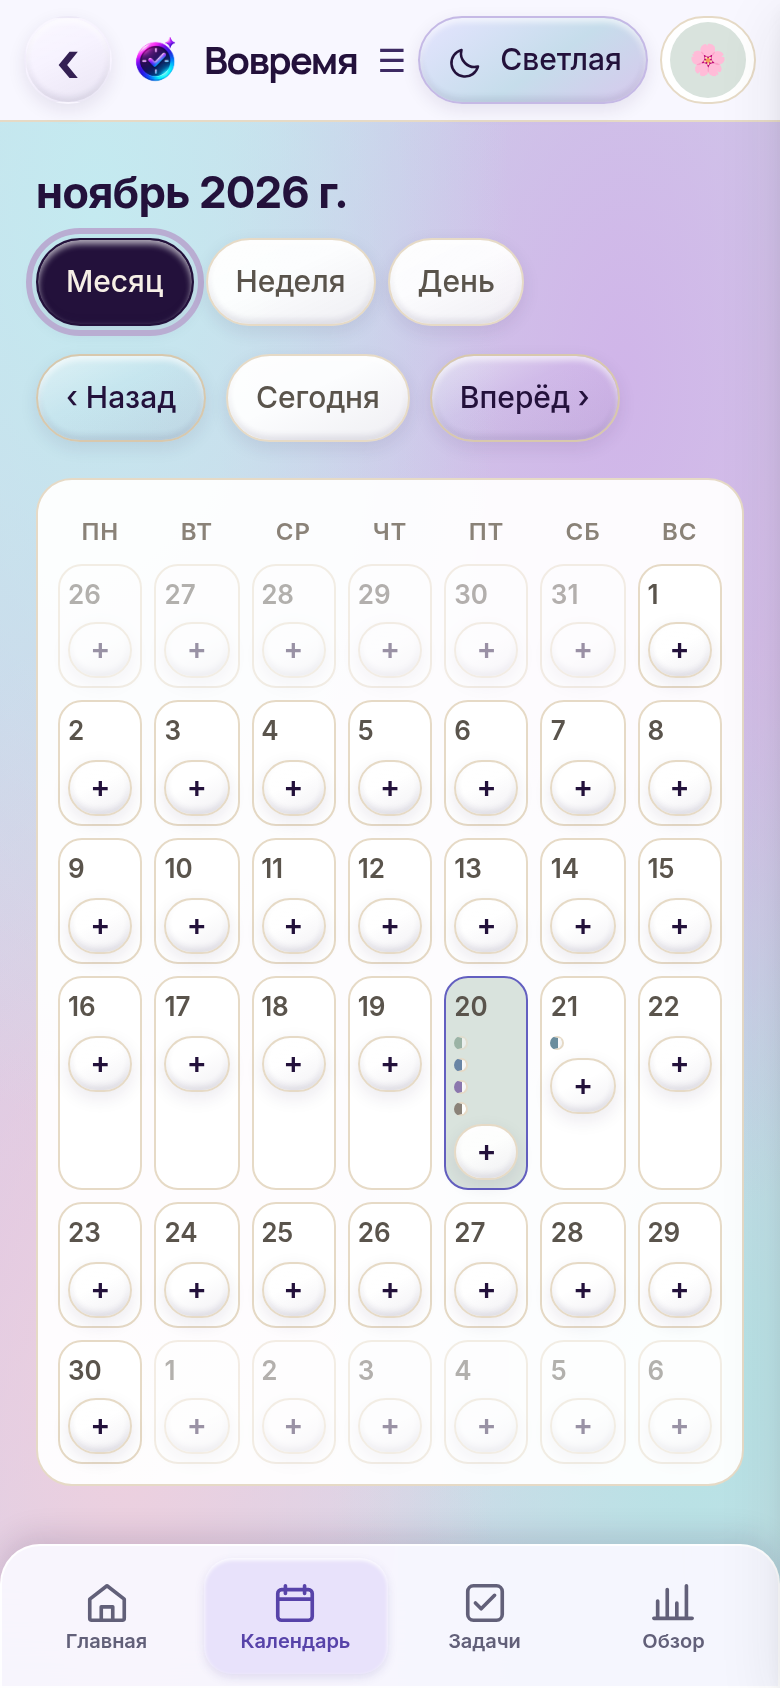 ‹ Вовремя ☰ Светлая
ноябрь 2026 г.
Месяц Неделя День
‹ Назад Сегодня Вперёд ›
ПН ВТ СР ЧТ ПТ СБ ВС
26 27 28 29 30 31 1
+ + + + + + +
2 3 4 5 6 7 8
+ + + + + + +
9 10 11 12 13 14 15
+ + + + + + +
16 17 18 19 20 21 22
+ + + + + + +
23 24 25 26 27 28 29
+ + + + + + +
30 1 2 3 4 5 6
+ + + + + + +
Главная Календарь Задачи Обзор